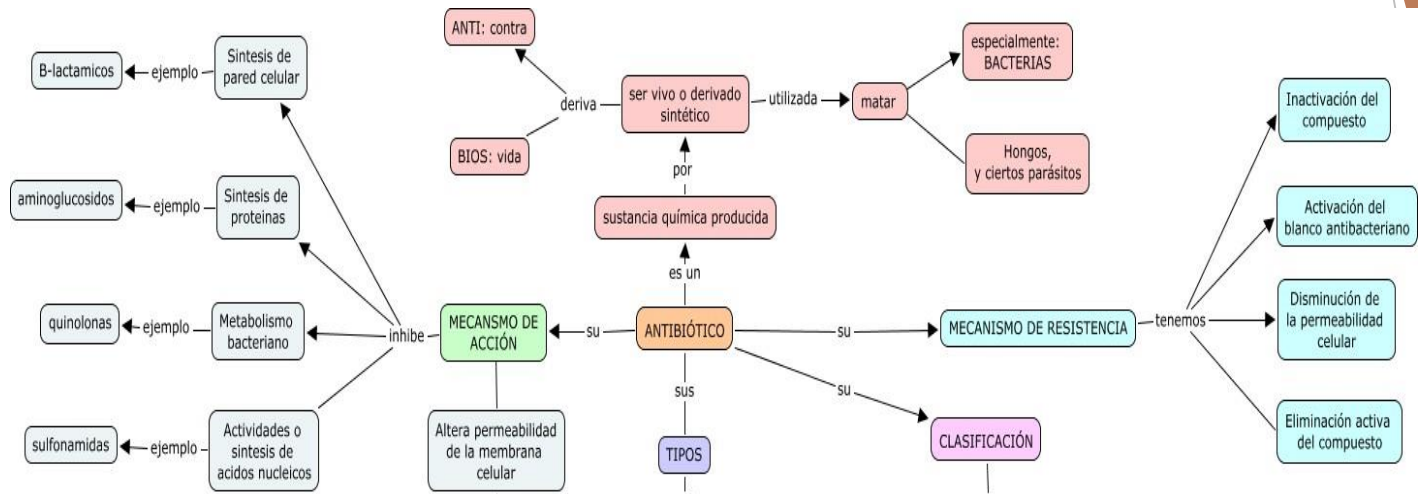 ANTI: contra
BIOS: vida
deriva
ser vivo o derivado
sintético
utilizada
matar
especialmente:
BACTERIAS
Hongos,
y ciertos parásitos
por
sustancia química producida
es un
ANTIBIÓTICO
su
MECANSMO DE
ACCIÓN
inhibe
Sintesis de
pared celular
ejemplo
B-lactamicos
Sintesis de
proteinas
ejemplo
aminoglucosidos
Metabolismo
bacteriano
ejemplo
quinolonas
Actividades o
sintesis de
acidos nucleicos
ejemplo
sulfonamidas
Altera permeabilidad
de la membrana
celular
sus
TIPOS
su
CLASIFICACIÓN
su
MECANISMO DE RESISTENCIA
tenemos
Inactivación del
compuesto
Activación del
blanco antibacteriano
Disminución de
la permeabilidad
celular
Eliminación activa
del compuesto